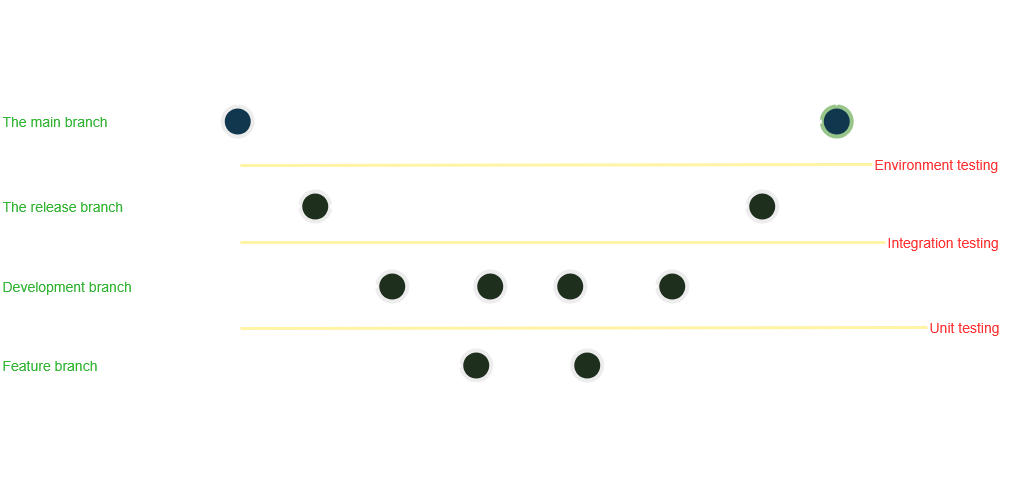 The main branch
Environment testing
The release branch
Integration testing
Development branch
Unit testing
Feature branch